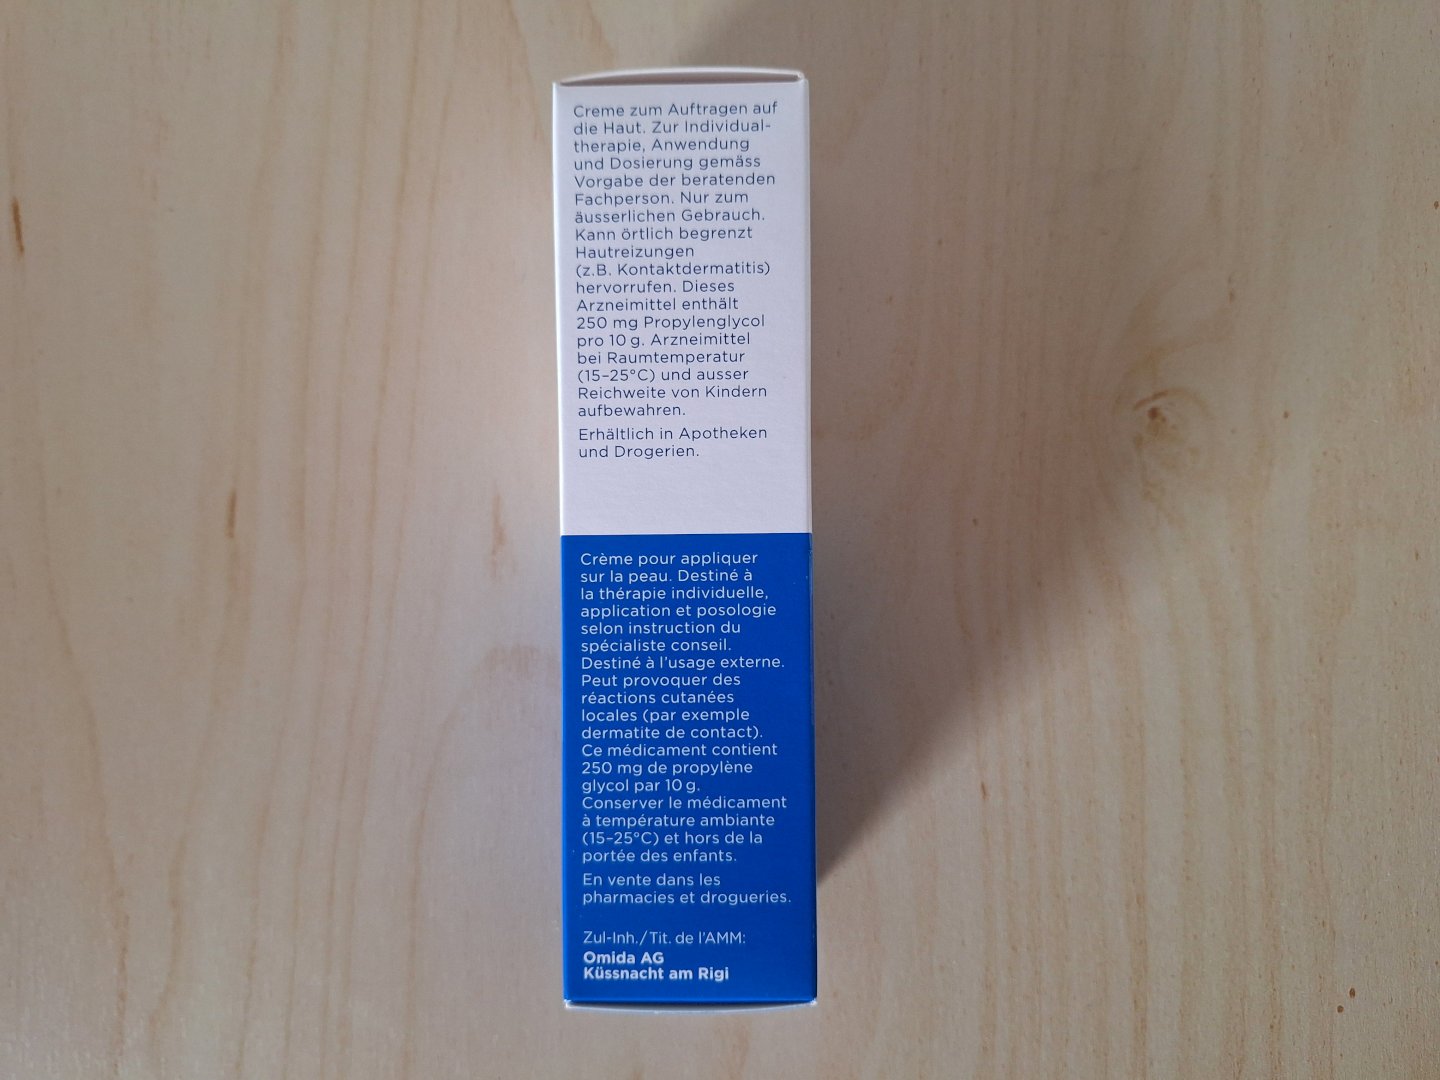 Creme zum Auftragen auf
die Haut. Zur Individual-
therapie, Anwendung
und Dosierung gemäss
Vorgabe der beratenden
Fachperson. Nur zum
äusserlichen Gebrauch.
Kann örtlich begrenzt
Hautreizungen
(z.B. Kontaktdermatitis)
hervorrufen. Dieses
Arzneimittel enthält
250 mg Propylenglycol
pro 10 g. Arzneimittel
bei Raumtemperatur
(15–25°C) und ausser
Reichweite von Kindern
aufbewahren.
Erhältlich in Apotheken
und Drogerien.
Crème pour appliquer
sur la peau. Destiné à
la thérapie individuelle,
application et posologie
selon instruction du
spécialiste conseil.
Destiné à l'usage externe.
Peut provoquer des
réactions cutanées
locales (par exemple
dermatite de contact).
Ce médicament contient
250 mg de propylène
glycol par 10 g.
Conserver le médicament
à température ambiante
(15–25°C) et hors de la
portée des enfants.
En vente dans les
pharmacies et drogueries.
Zul-Inh./Tit. de l'AMM:
Omida AG
Küssnacht am Rigi